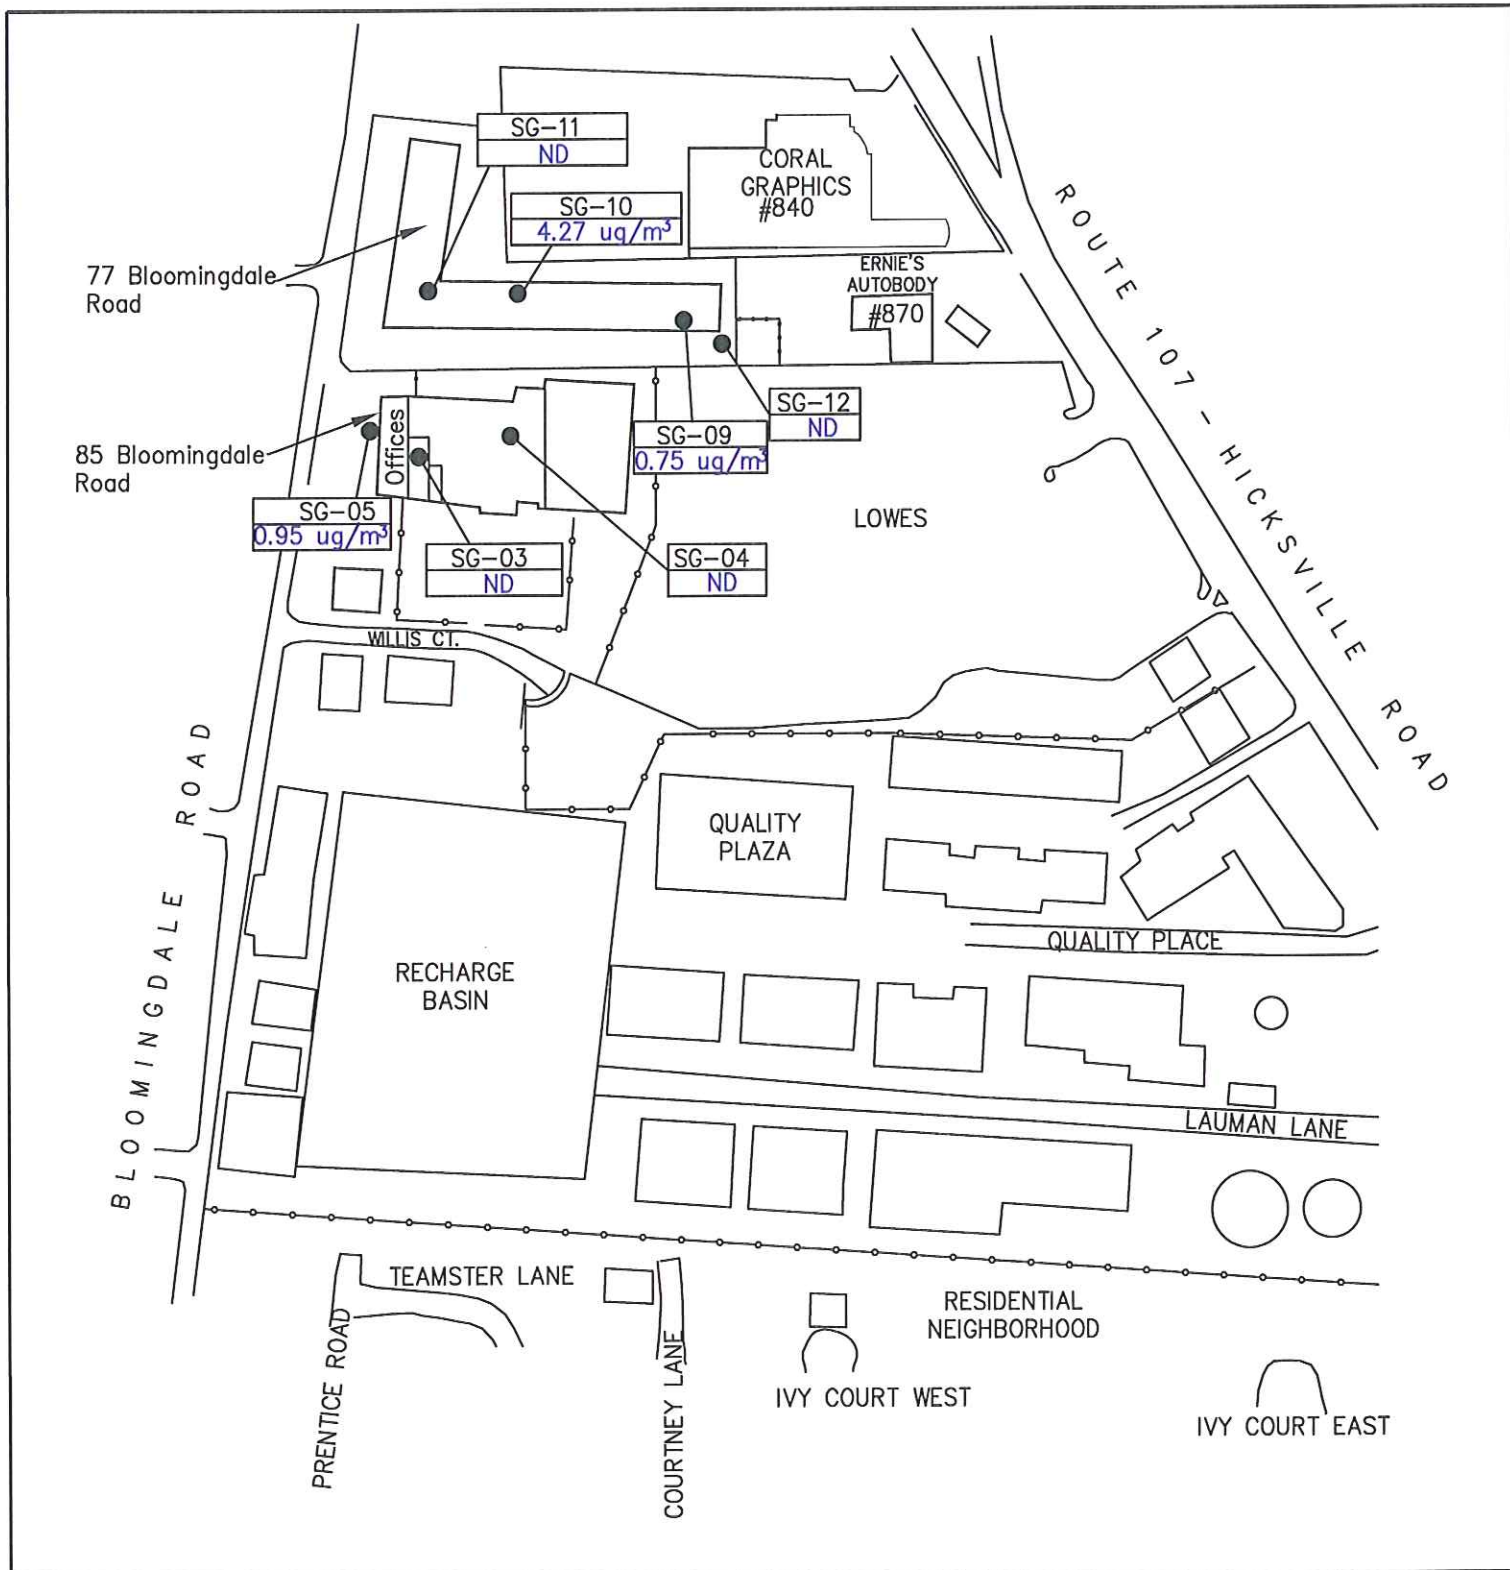 SG-11
ND
CORAL
GRAPHICS
#840
SG-10
4.27 ug/m³
77 Bloomingdale
Road
ERNIE'S
AUTOBODY
#870
ROUTE 107 - HICKSVILLE ROAD
SG-12
ND
SG-09
0.75 ug/m³
Offices
85 Bloomingdale
Road
SG-05
0.95 ug/m³
LOWES
SG-03
ND
SG-04
ND
WILLIS CT.
BLOOMINGDALE ROAD
QUALITY
PLAZA
QUALITY PLACE
RECHARGE
BASIN
LAUMAN LANE
TEAMSTER LANE
PRENTICE ROAD
COURTNEY LANE
RESIDENTIAL
NEIGHBORHOOD
IVY COURT WEST
IVY COURT EAST